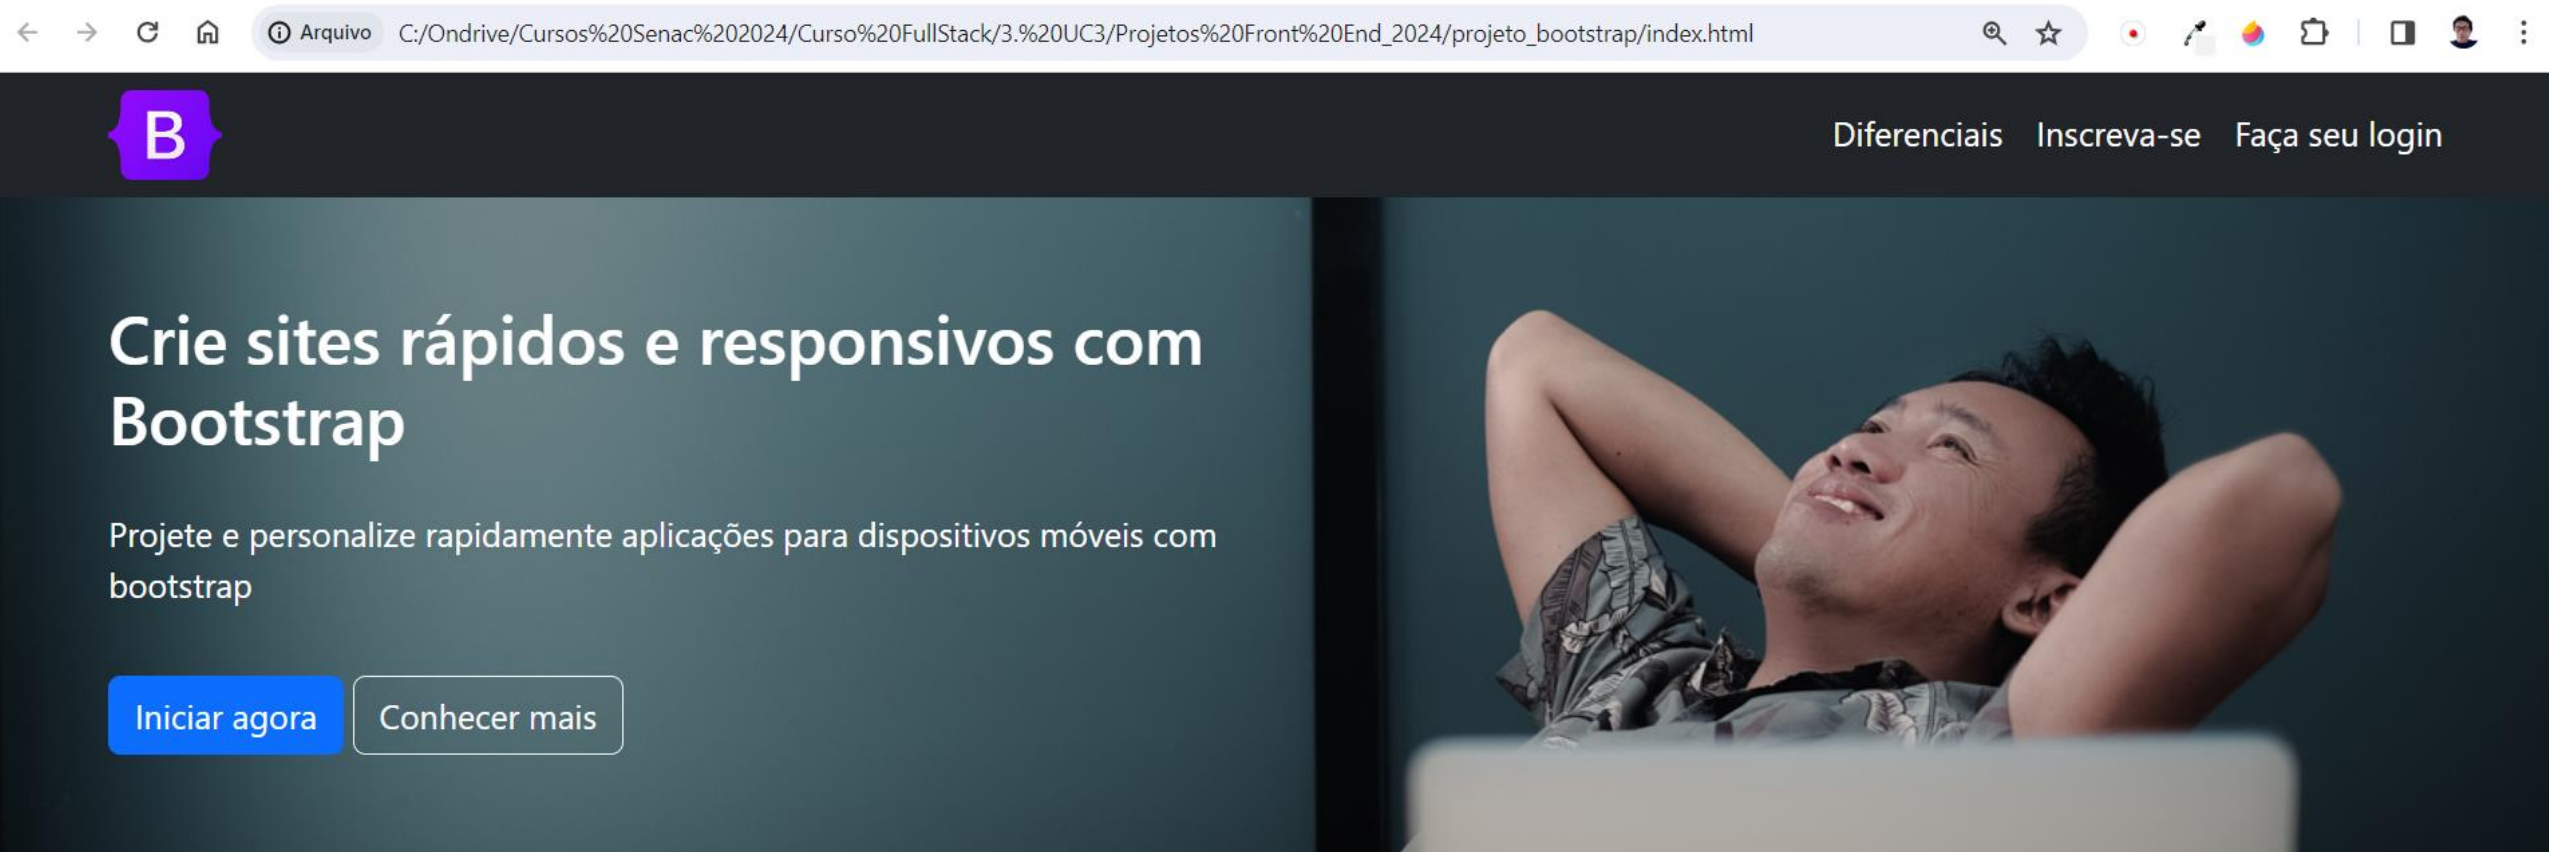 Arquivo C:/Ondrive/Cursos%20Senac%202024/Curso%20FullStack/3.%20UC3/Projetos%20Front%20End_2024/projeto_bootstrap/index.html
B
Diferenciais Inscreva-se Faça seu login
Crie sites rápidos e responsivos com
Bootstrap
Projete e personalize rapidamente aplicações para dispositivos móveis com
bootstrap
Iniciar agora Conhecer mais